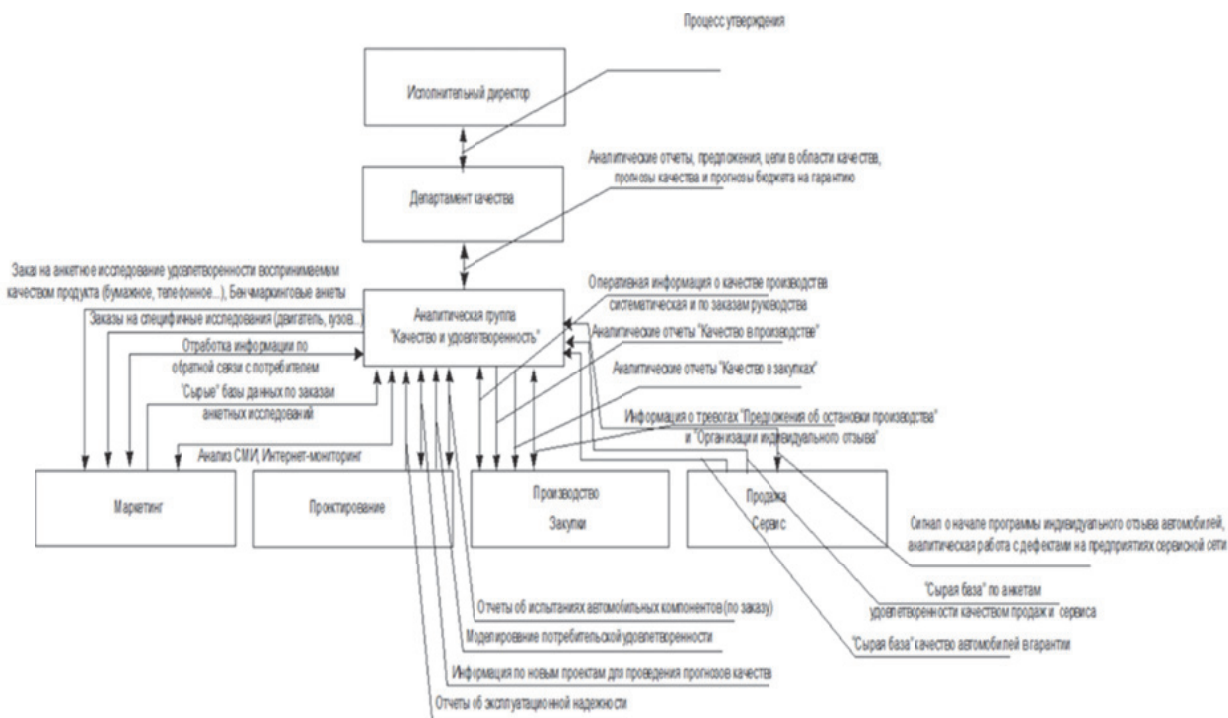 Процесс утверждения
Исполнительный директор
Аналитические отчеты, предложения, цели в области качества,
прогнозы качества и прогнозы бюджета на гарантию
Департамент качества
Заказ на анкетное исследование удовлетворенности воспринимаемым
качеством продукта (бумажное, телефонное...), Бенчмаркинговые анкеты
Заказы на специфичные исследования (двигатель, кузов...)
Отработка информации по
обратной связи с потребителем
"Сырые" базы данных по заказам
анкетных исследований
Анализ СМИ, Интернет-мониторинг
Аналитическая группа
"Качество и удовлетворенность"
Оперативная информация о качестве производства
систематическая и по заказам руководства
Аналитические отчеты "Качество в производстве"
Аналитические отчеты "Качество в закупках"
Информация о тревогах "Предложения об остановки производства"
и "Организации индивидуального отзыва"
Маркетинг
Проктирование
Производство
Закупки
Продажа
Сервис
Сигнал о начале программы индивидуального отзыва автомобилей,
аналитическая работа с дефектами на предприятиях сервисной сети
"Сырая база" по анкетам
удовлетворенности качеством продаж и сервиса
"Сырая база" качество автомобилей в гарантии
Отчеты об испытаниях автомобильных компонентов (по заказу)
Моделирование потребительской удовлетворенности
Информация по новым проектам для проведения прогнозов качества
Отчеты об эксплуатационной надежности